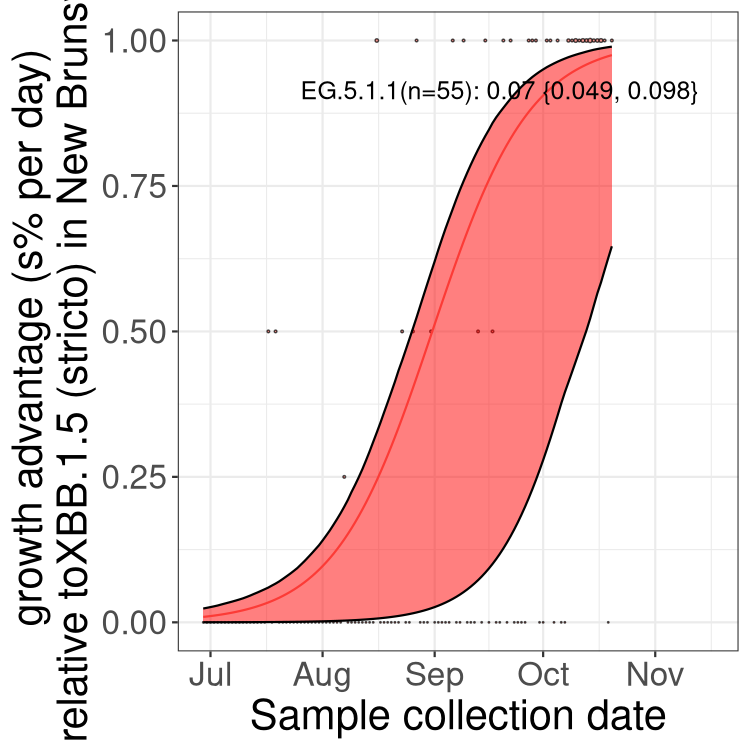 growth advantage (s% per day)
relative toXBB.1.5 (stricto) in New Bruns
1.00
0.75
0.50
0.25
0.00
EG.5.1.1(n=55): 0.07 {0.049, 0.098}
Jul Aug Sep Oct Nov
Sample collection date